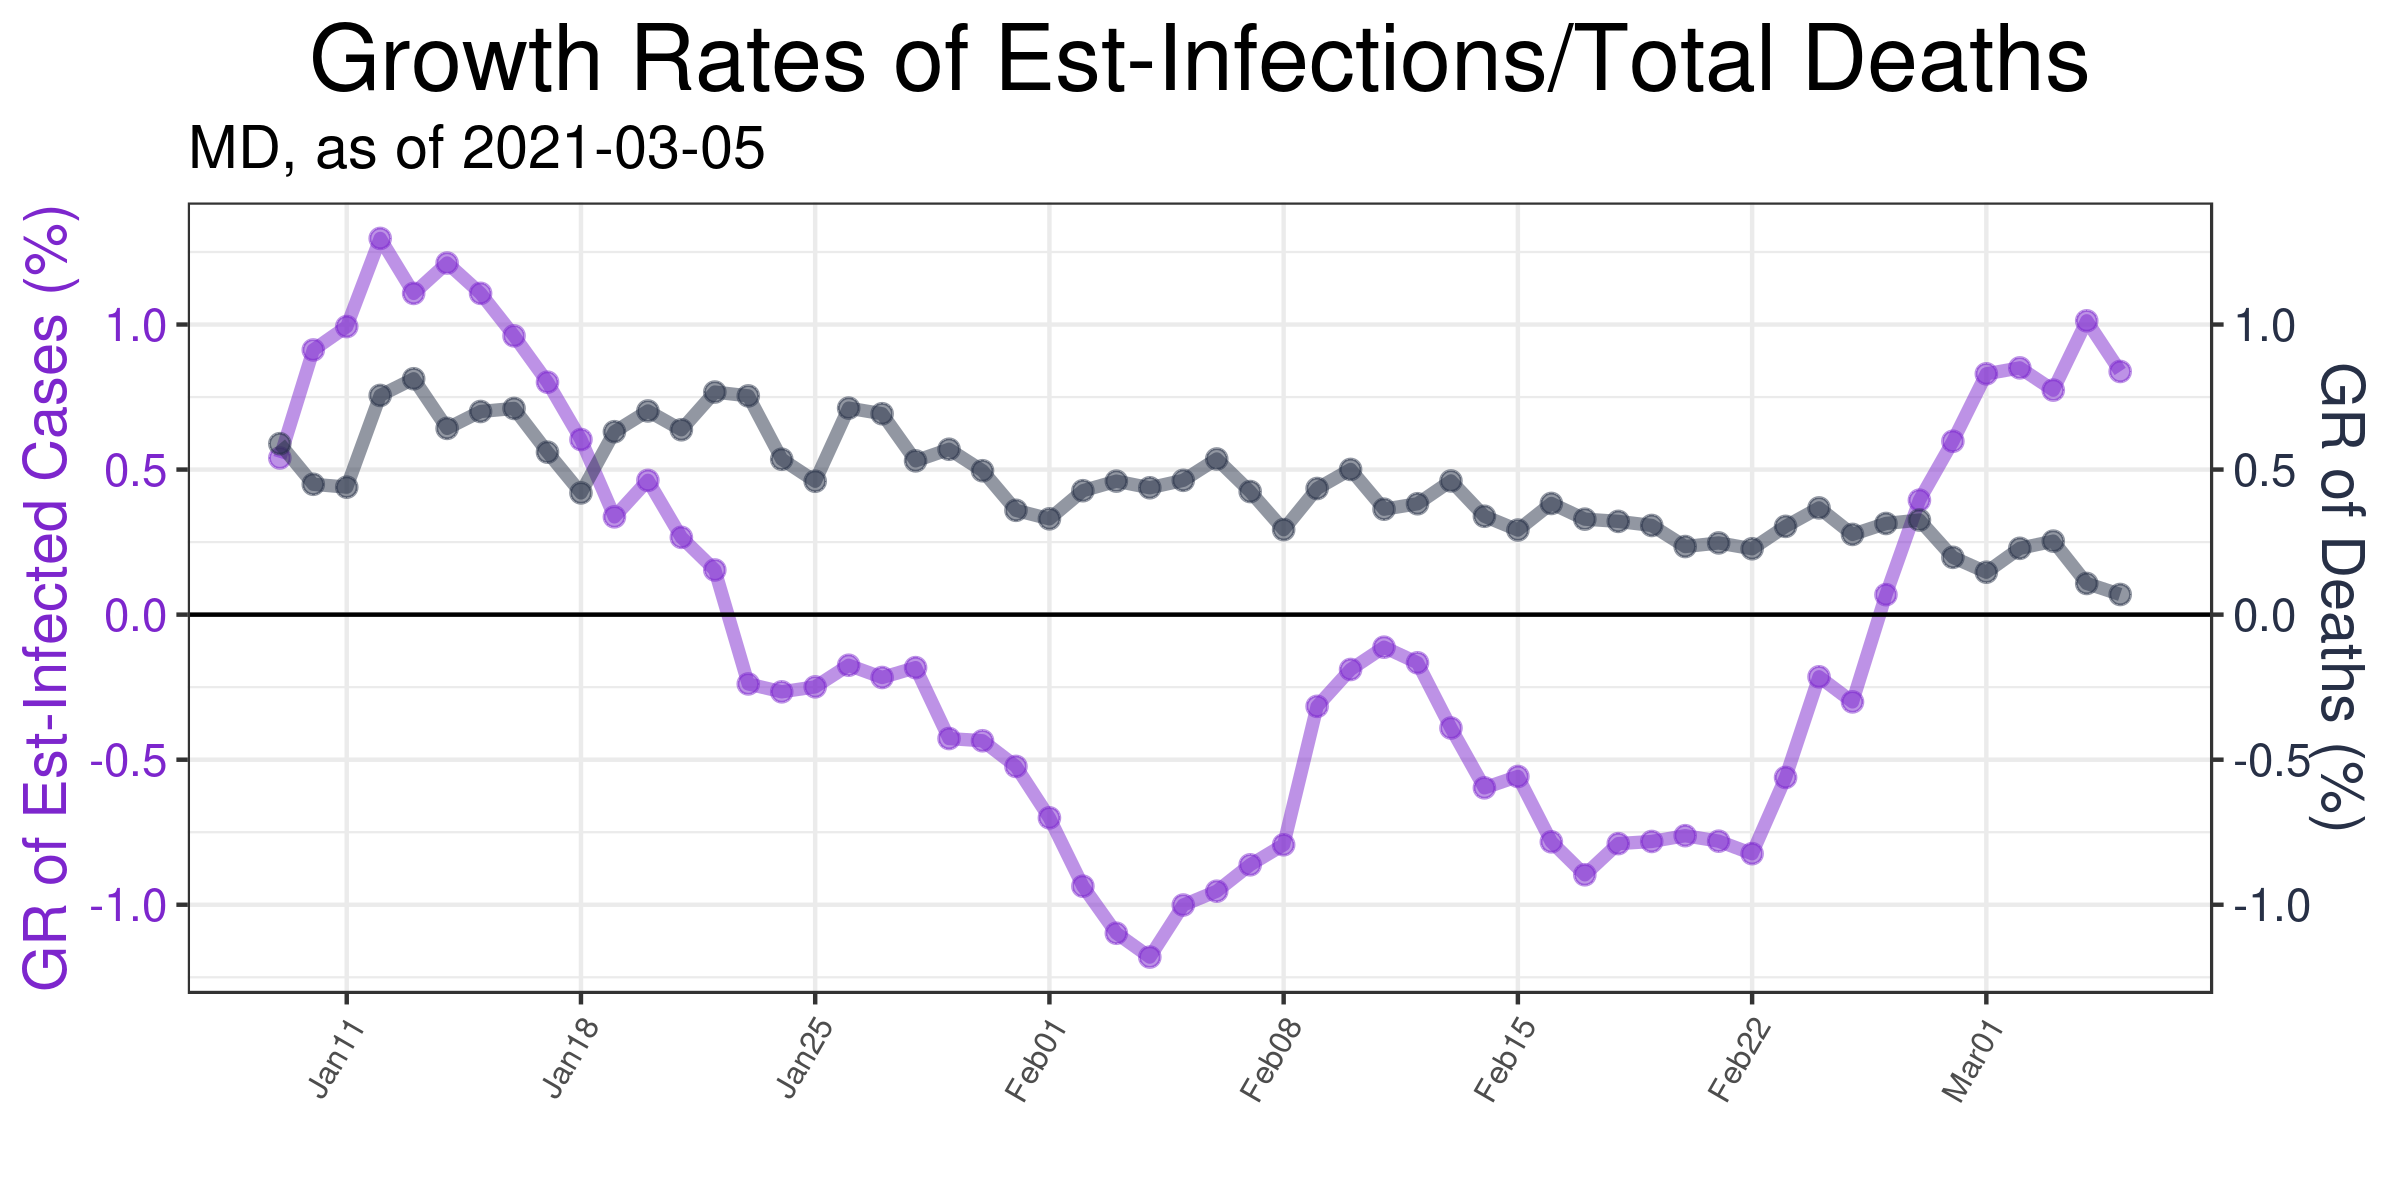 Growth Rates of Est-Infections/Total Deaths
MD, as of 2021-03-05
GR of Est-Infected Cases (%)
1.0
0.5
0.0
-0.5
-1.0
1.0
0.5
0.0
-0.5
-1.0
GR of Deaths (%)
Jan11
Jan18
Jan25
Feb01
Feb08
Feb15
Feb22
Mar01